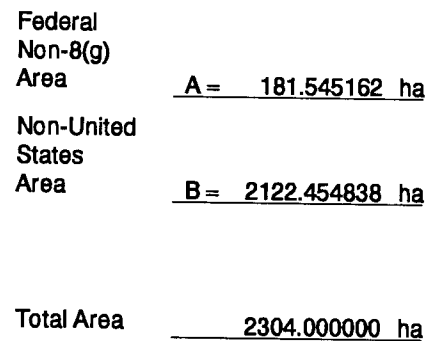 Federal
Non-8(g)
Area A = 181.545162 ha
Non-United
States
Area B = 2122.454838 ha
Total Area 2304.000000 ha